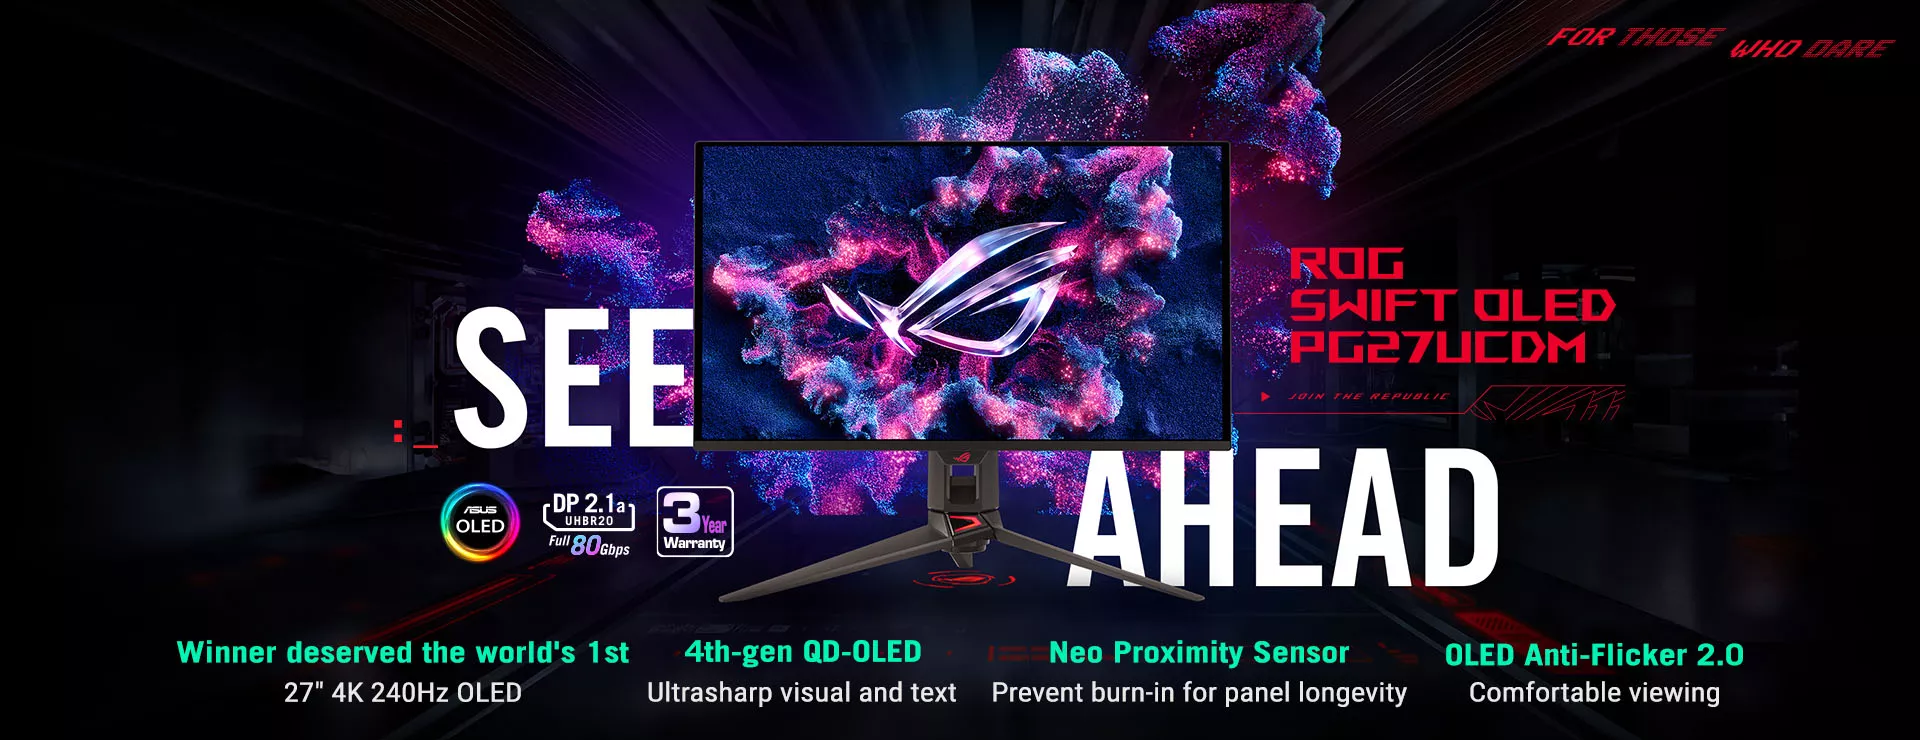 FOR THOSE WHO DARE
ROG
SWIFT OLED
PG27UCDM
JOIN THE REPUBLIC
SEE
AHEAD
ASUS
OLED
DP 2.1a
UHBR20
Full 80Gbps
3 Year
Warranty
Winner deserved the world's 1st
27" 4K 240Hz OLED
4th-gen QD-OLED
Ultrasharp visual and text
Neo Proximity Sensor
Prevent burn-in for panel longevity
OLED Anti-Flicker 2.0
Comfortable viewing